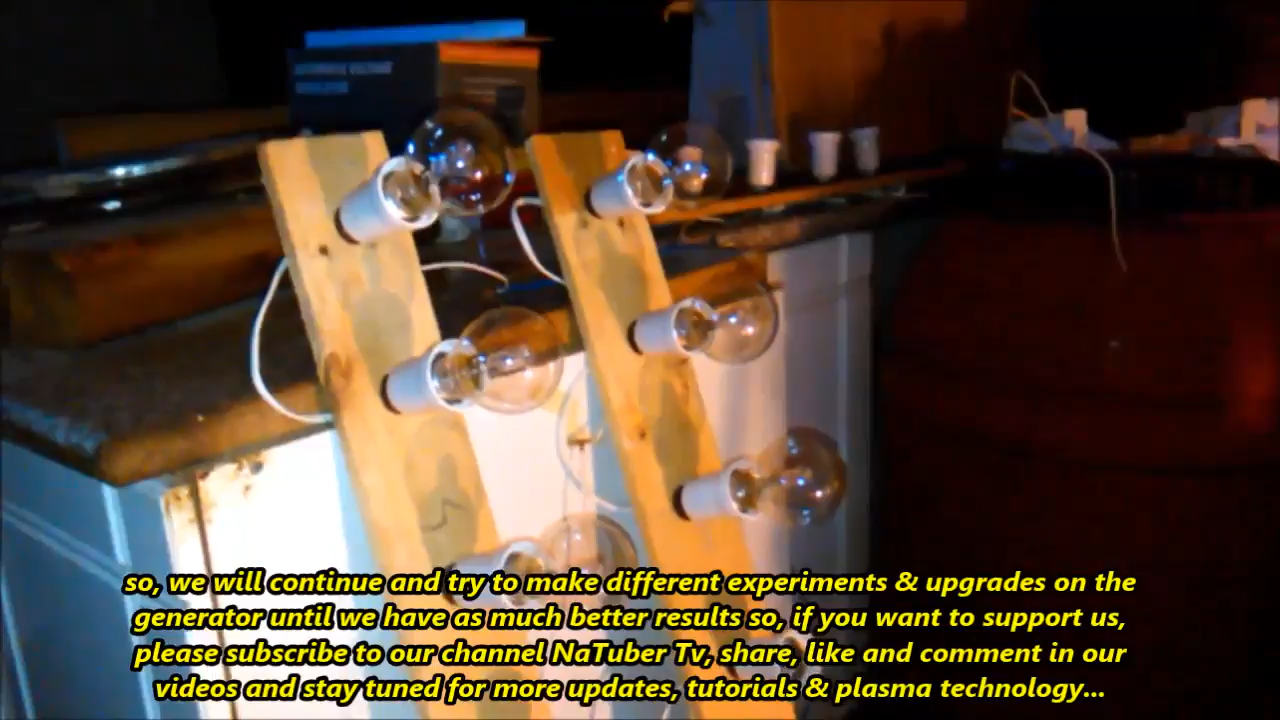 so, we will continue and try to make different experiments & upgrades on the
generator until we have as much better results so, if you want to support us,
please subscribe to our channel NaTuber Tv, share, like and comment in our
videos and stay tuned for more updates, tutorials & plasma technology...